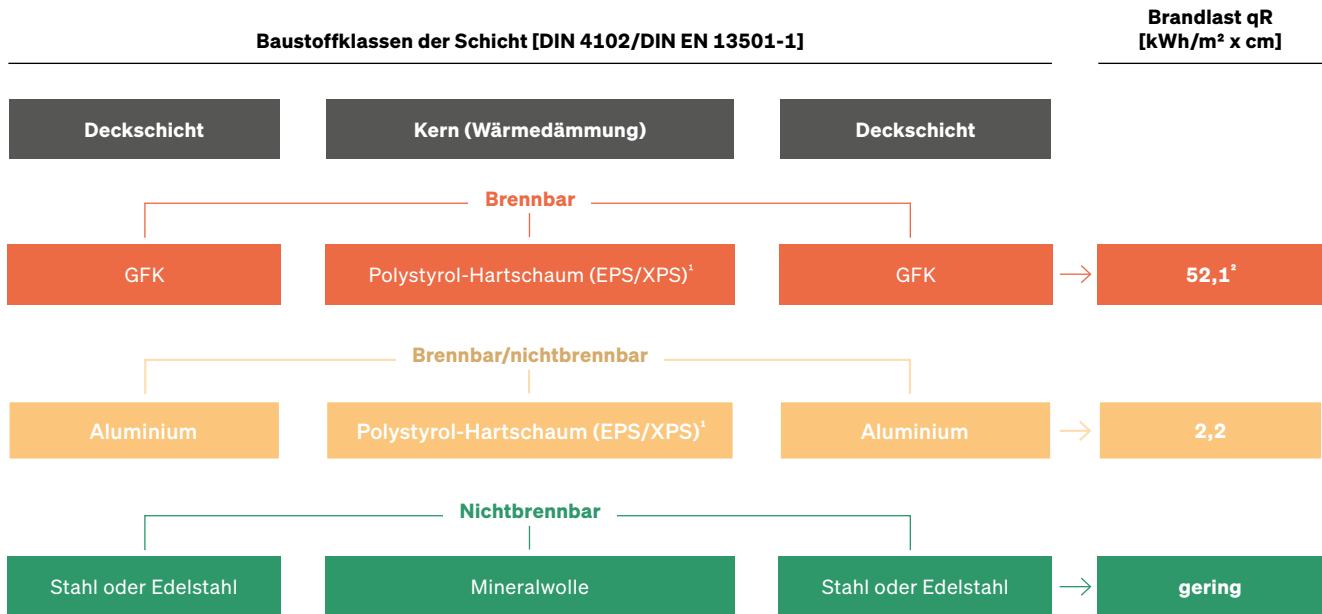 Baustoffklassen der Schicht [DIN 4102/DIN EN 13501-1]
Brandlast qR
[kWh/m² x cm]
Deckschicht
Kern (Wärmedämmung)
Deckschicht
Brennbar
GFK
Polystyrol-Hartschaum (EPS/XPS)¹
GFK
52,1²
Brennbar/nichtbrennbar
Aluminium
Polystyrol-Hartschaum (EPS/XPS)¹
Aluminium
2,2
Nichtbrennbar
Stahl oder Edelstahl
Mineralwolle
Stahl oder Edelstahl
gering